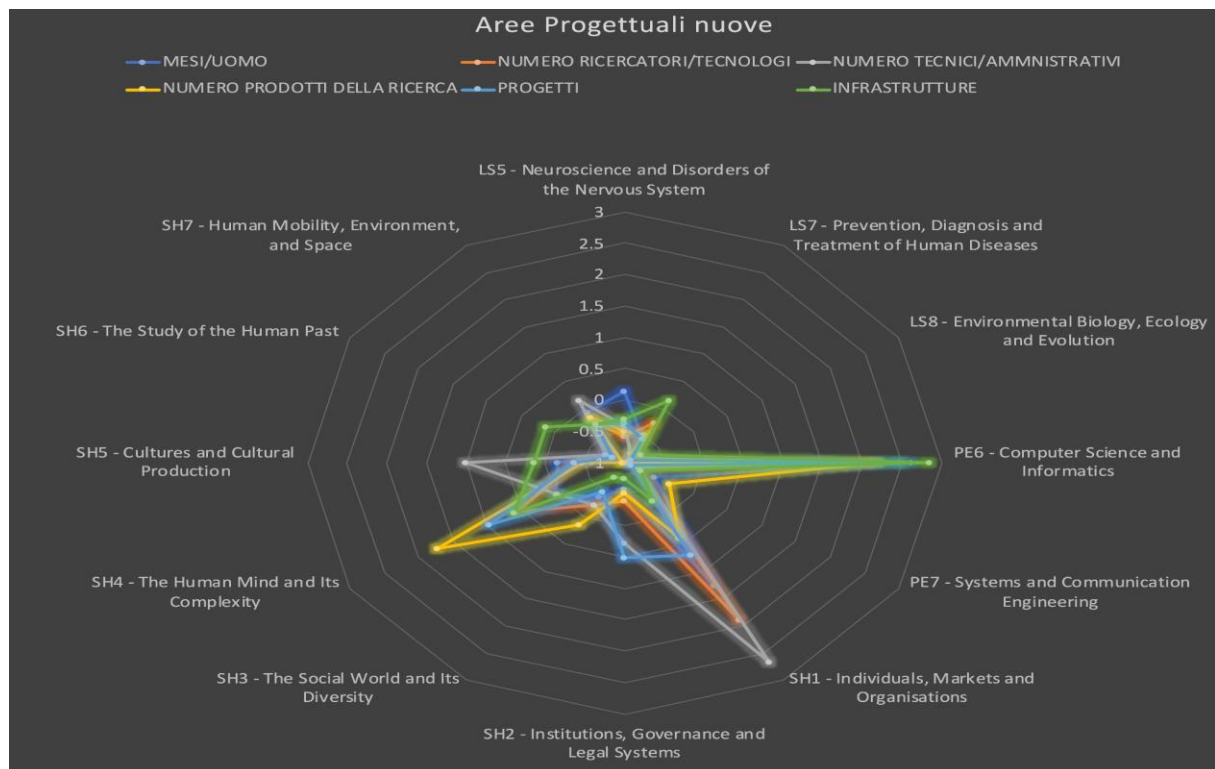 Aree Progettuali nuove
MESI/UOMO
NUMERO RICERCATORI/TECNOLOGI
NUMERO TECNICI/AMMNISTRATIVI
NUMERO PRODOTTI DELLA RICERCA
PROGETTI
INFRASTRUTTURE
LS5 - Neuroscience and Disorders of
the Nervous System
LS7 - Prevention, Diagnosis and
Treatment of Human Diseases
LS8 - Environmental Biology, Ecology
and Evolution
PE6 - Computer Science and
Informatics
PE7 - Systems and Communication
Engineering
SH1 - Individuals, Markets and
Organisations
SH2 - Institutions, Governance and
Legal Systems
SH3 - The Social World and Its
Diversity
SH4 - The Human Mind and Its
Complexity
SH5 - Cultures and Cultural
Production
SH6 - The Study of the Human Past
SH7 - Human Mobility, Environment,
and Space
3
2.5
2
1.5
1
0.5
0
-0.5